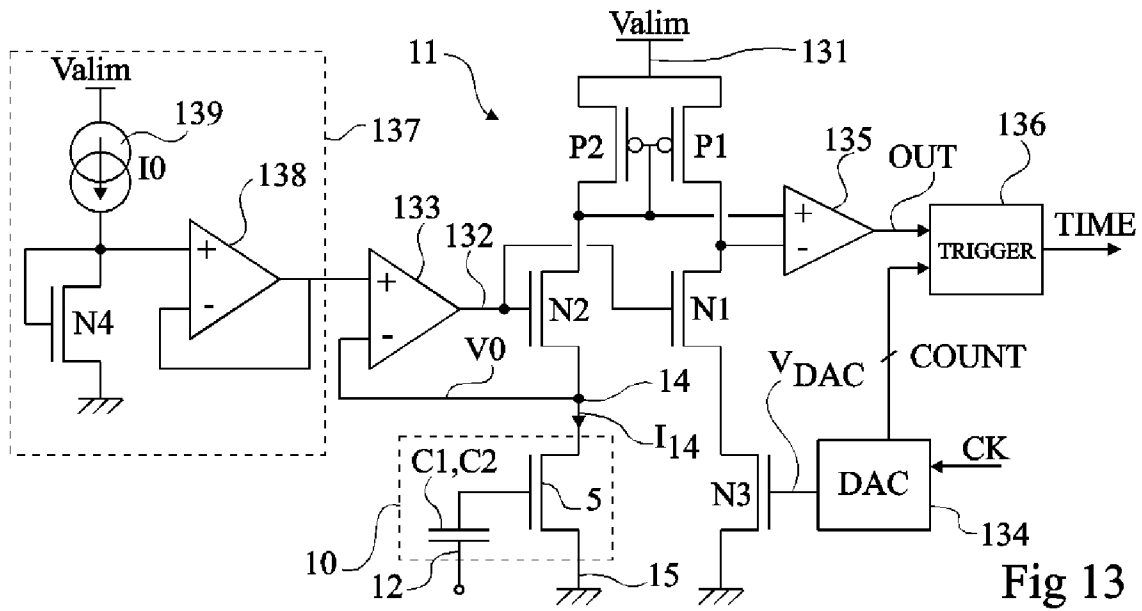 Valim
131
11
Valim
139
137
I0
138
133
132
P2
P1
135
OUT
136
+
-
+
-
+
-
TRIGGER
TIME
N4
N2
N1
V0
14
I14
VDAC
COUNT
CK
C1,C2
5
N3
DAC
10
12
15
134
Fig 13